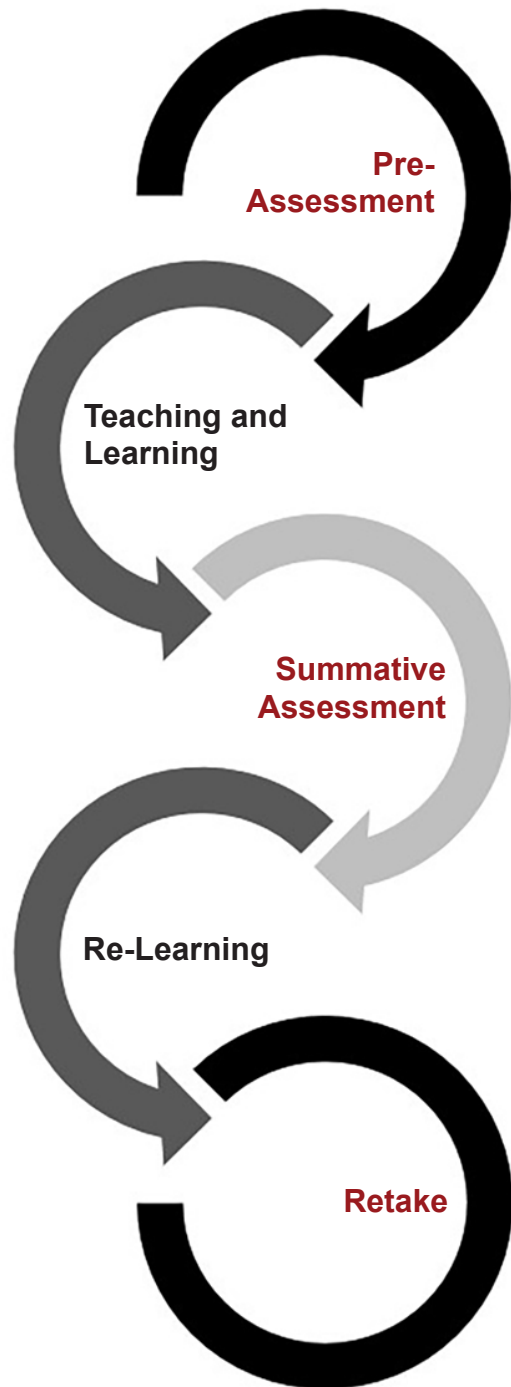 Pre-
Assessment
Teaching and
Learning
Summative
Assessment
Re-Learning
Retake